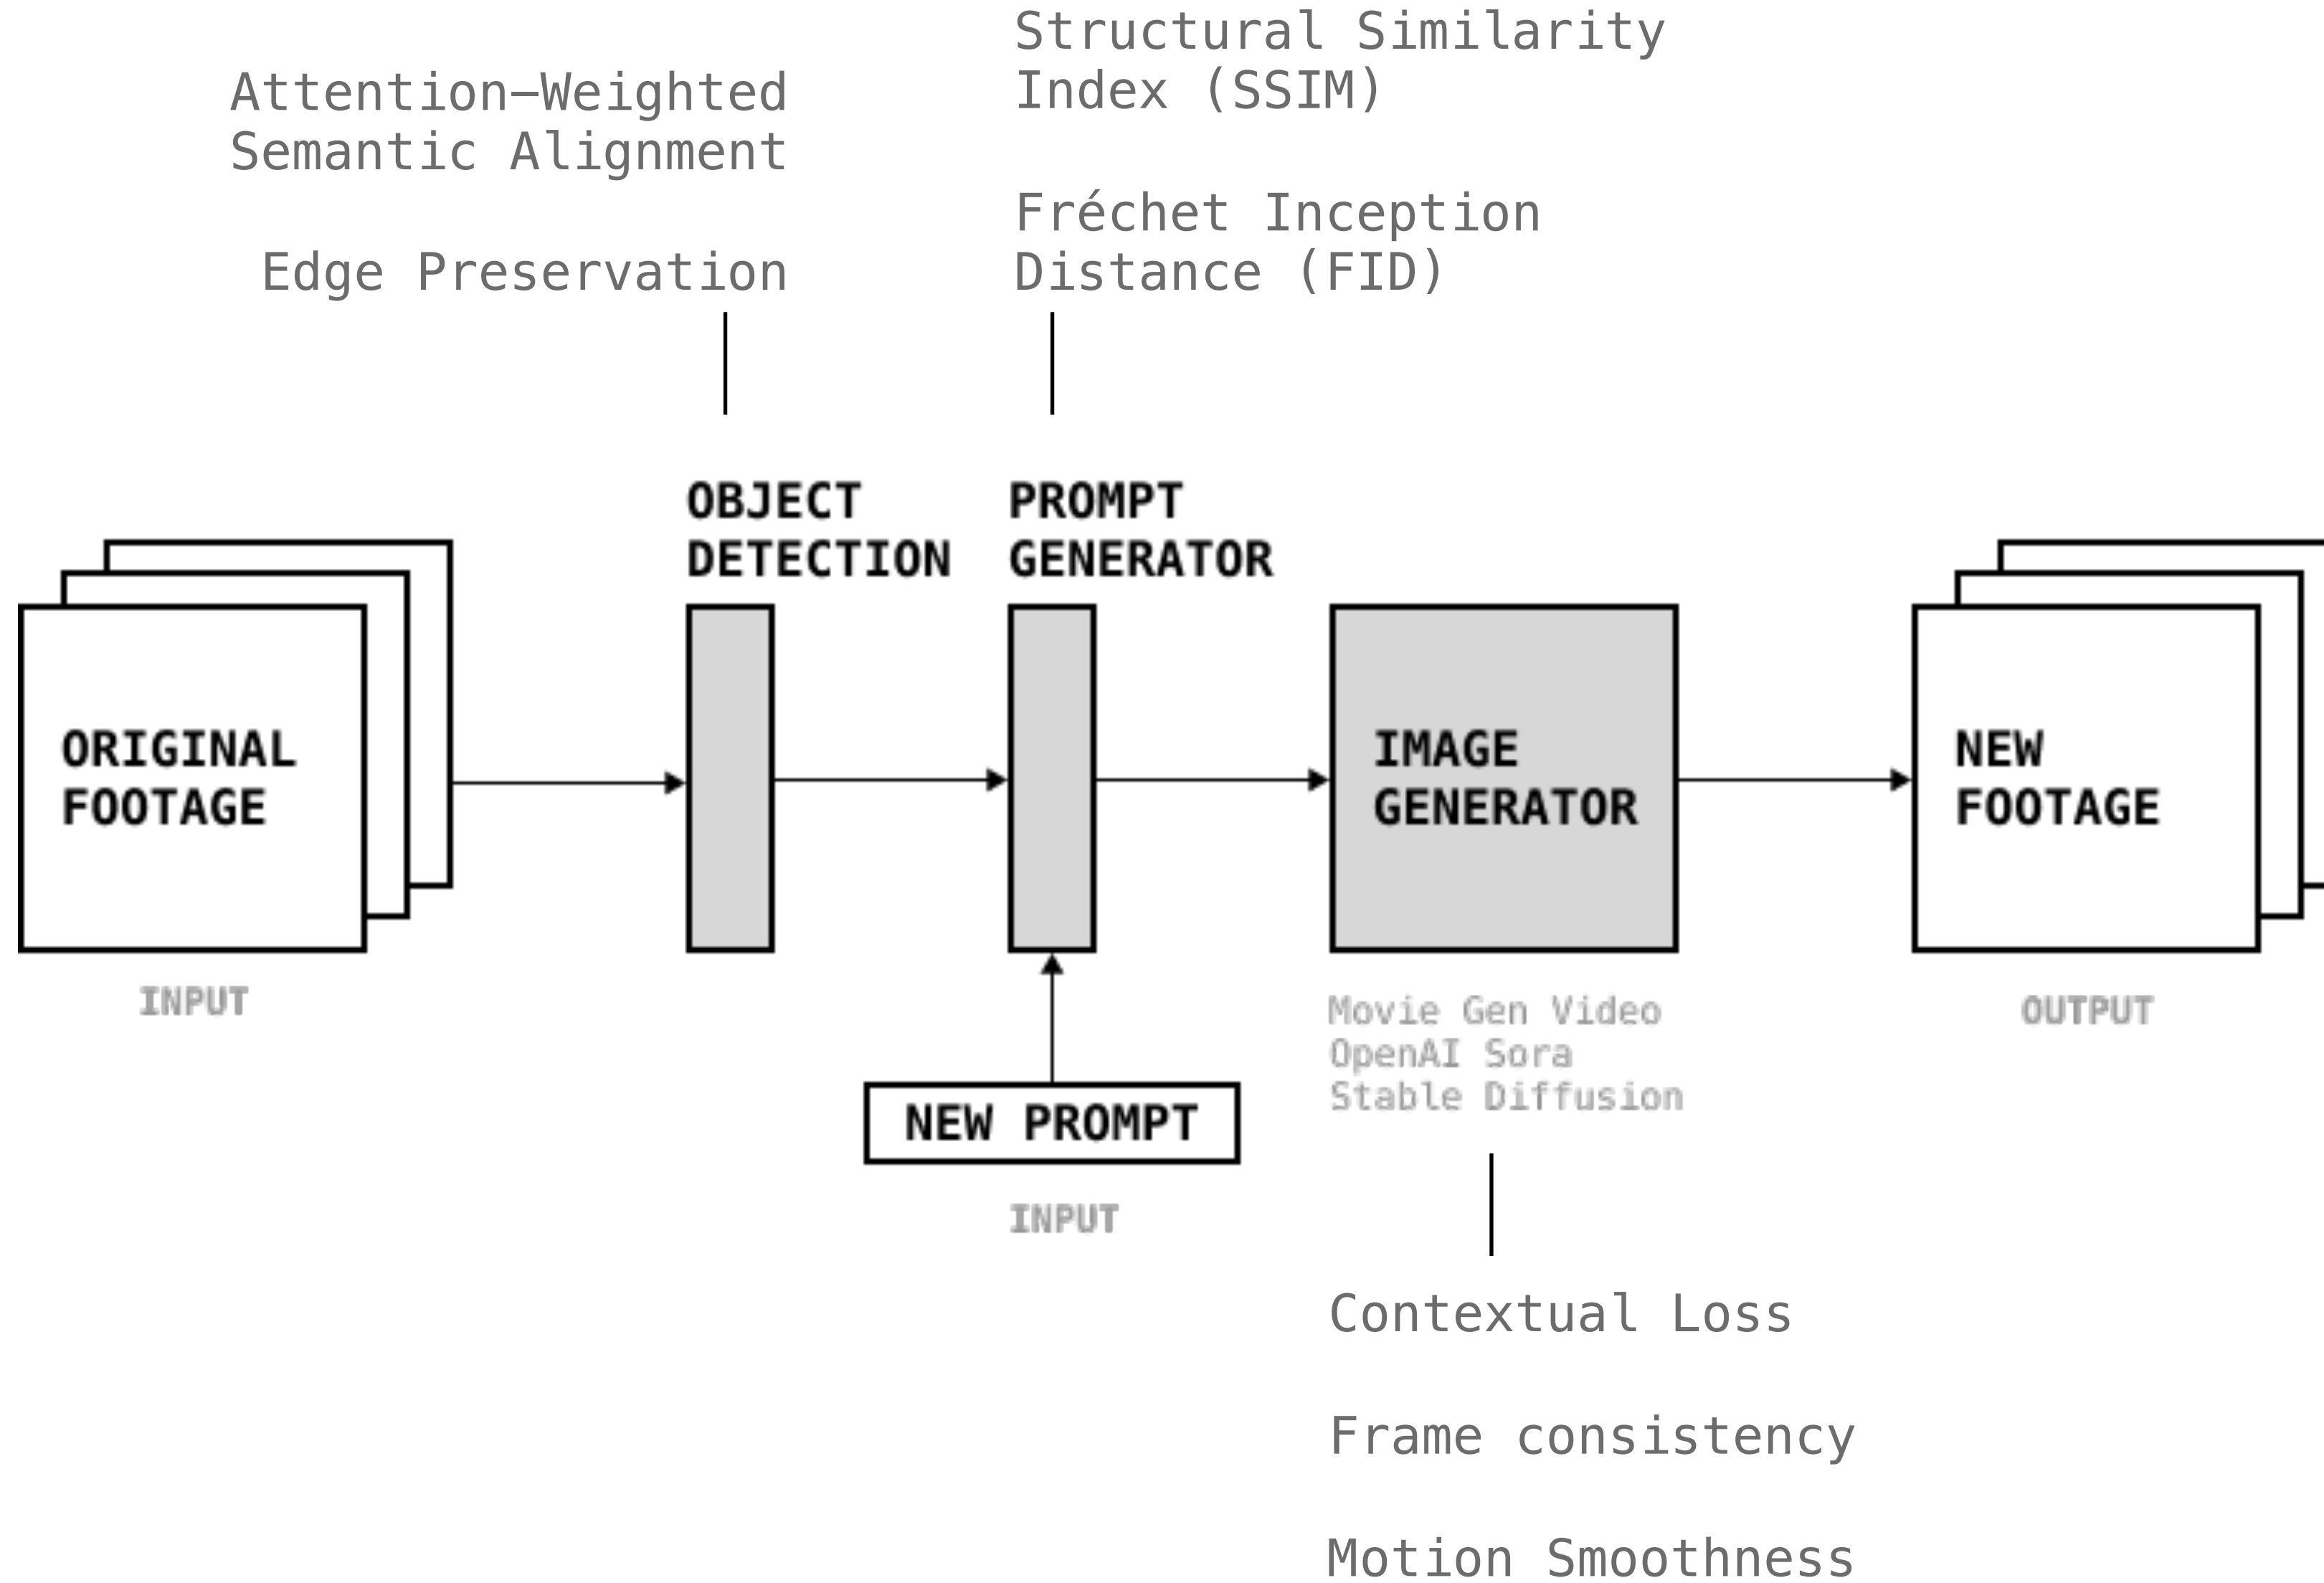 Structural Similarity
Index (SSIM)
Attention–Weighted
Semantic Alignment
Fréchet Inception
Distance (FID)
Edge Preservation
OBJECT
DETECTION
PROMPT
GENERATOR
ORIGINAL
FOOTAGE
IMAGE
GENERATOR
NEW
FOOTAGE
INPUT
Movie Gen Video
OpenAI Sora
Stable Diffusion
OUTPUT
NEW PROMPT
INPUT
Contextual Loss
Frame consistency
Motion Smoothness